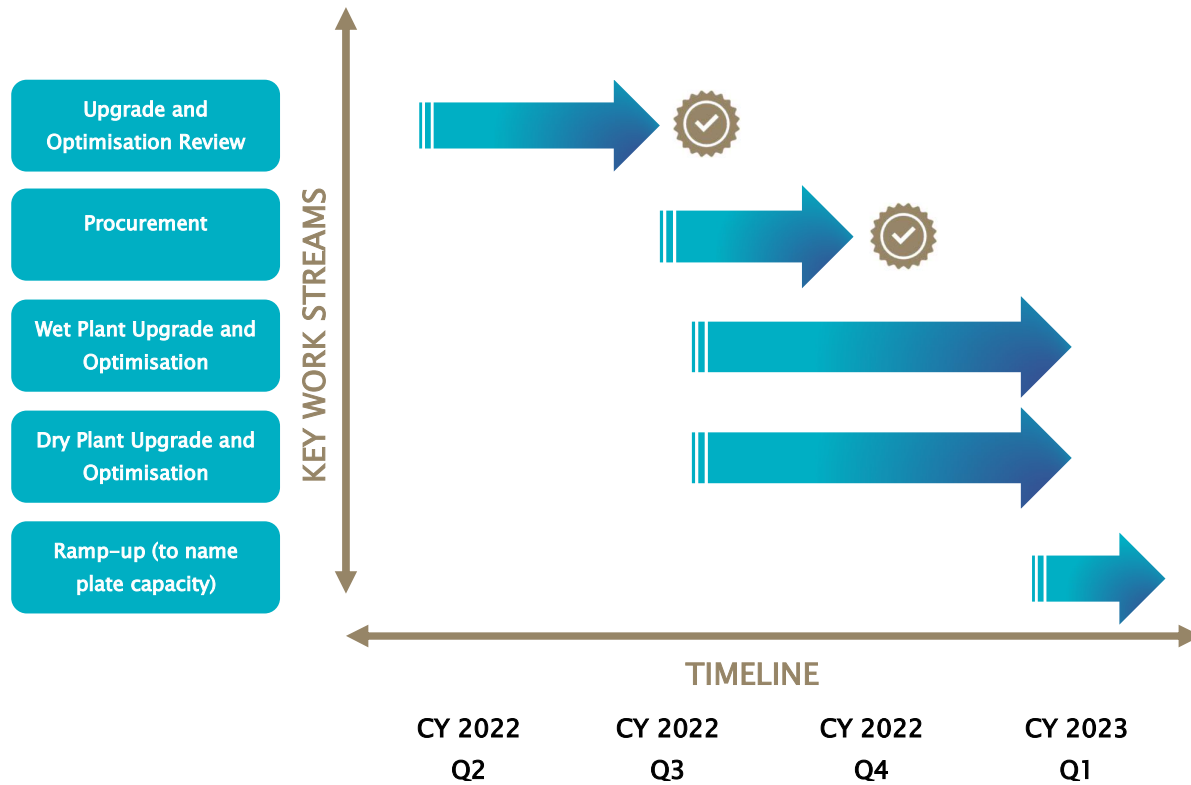 Upgrade and
Optimisation Review
Procurement
Wet Plant Upgrade and
Optimisation
Dry Plant Upgrade and
Optimisation
Ramp-up (to name
plate capacity)
KEY WORK STREAMS
TIMELINE
CY 2022 CY 2022 CY 2022 CY 2023
Q2 Q3 Q4 Q1